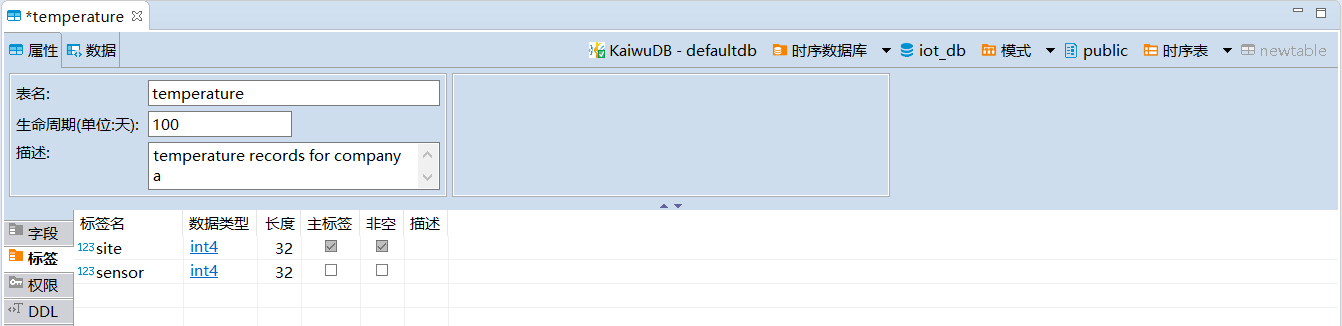 *temperature
属性 数据 KaiwuDB - defaultdb 时序数据库 iot_db 模式 public 时序表 newtable
表名: temperature
生命周期(单位:天): 100
描述: temperature records for company
a
标签名 数据类型 长度 主标签 非空 描述
字段
123 site int4 32
标签
123 sensor int4 32
权限
DDL